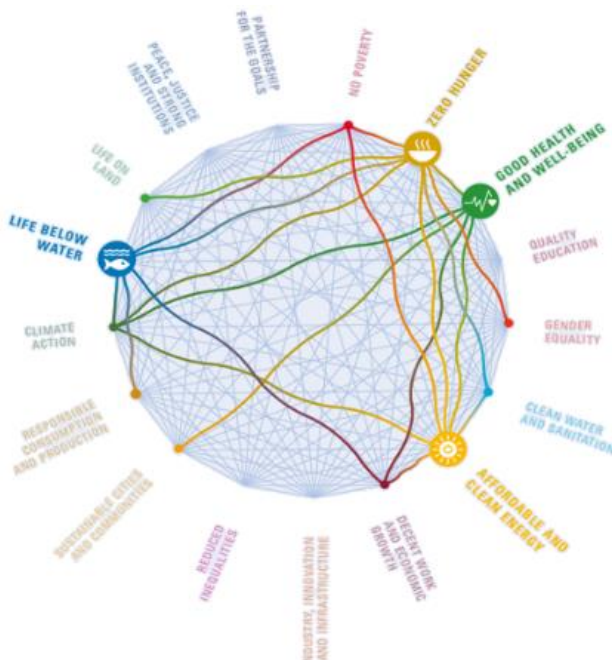 NO POVERTY
ZERO HUNGER
GOOD HEALTH
AND WELL-BEING
QUALITY
EDUCATION
GENDER
EQUALITY
CLEAN WATER
AND SANITATION
AFFORDABLE AND
CLEAN ENERGY
DECENT WORK
AND ECONOMIC
GROWTH
NDUSTRY, INNOVATION
AND INFRASTRUCTURE
REDUCED
INEQUALITIES
SUSTAINABLE CITIES
AND COMMUNITIES
RESPONSIBLE
CONSUMPTION
AND PRODUCTION
CLIMATE
ACTION
LIFE BELOW
WATER
LIFE ON
LAND
PEACE, JUSTICE
AND STRONG
INSTITUTIONS
PARTNERSHIP
FOR THE GOALS